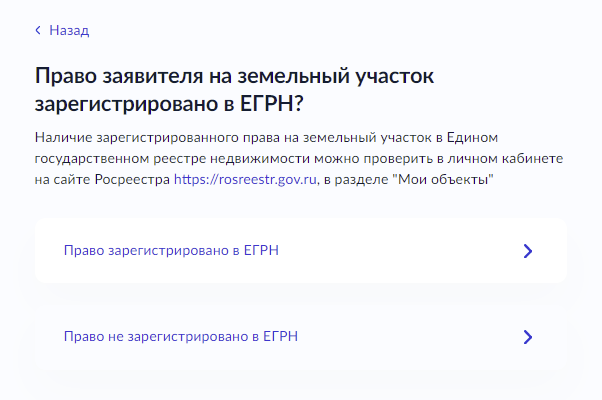 Назад
Право заявителя на земельный участок
зарегистрировано в ЕГРН?
Наличие зарегистрированного права на земельный участок в Едином
государственном реестре недвижимости можно проверить в личном кабинете
на сайте Росреестра https://rosreestr.gov.ru, в разделе "Мои объекты"
Право зарегистрировано в ЕГРН
Право не зарегистрировано в ЕГРН